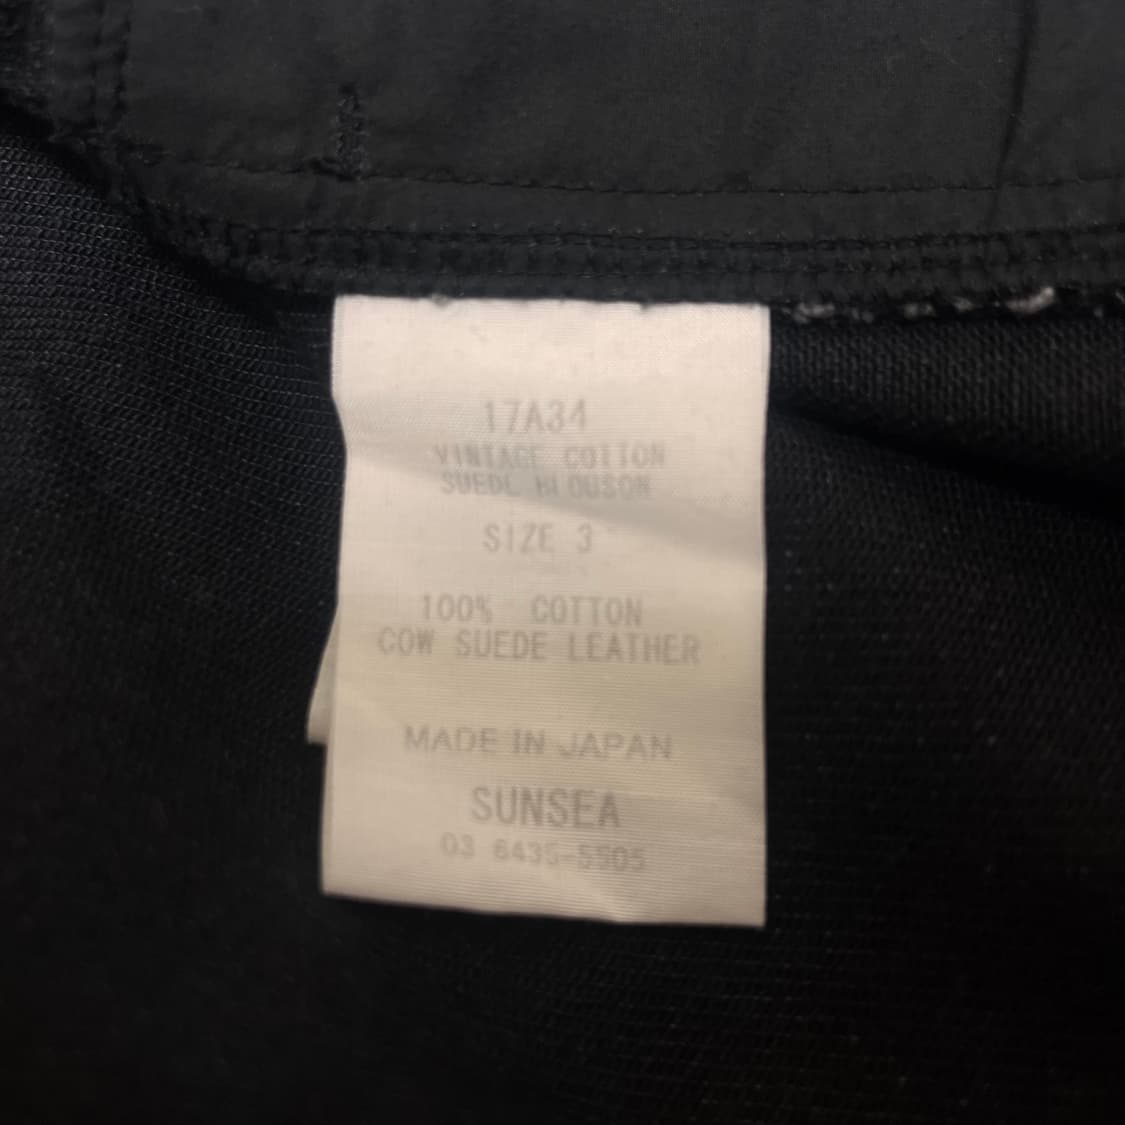 17A34
VINTAGE COTTON
SUEDE BLOUSON
SIZE 3
100% COTTON
COW SUEDE LEATHER
MADE IN JAPAN
SUNSEA
03 6435-5505